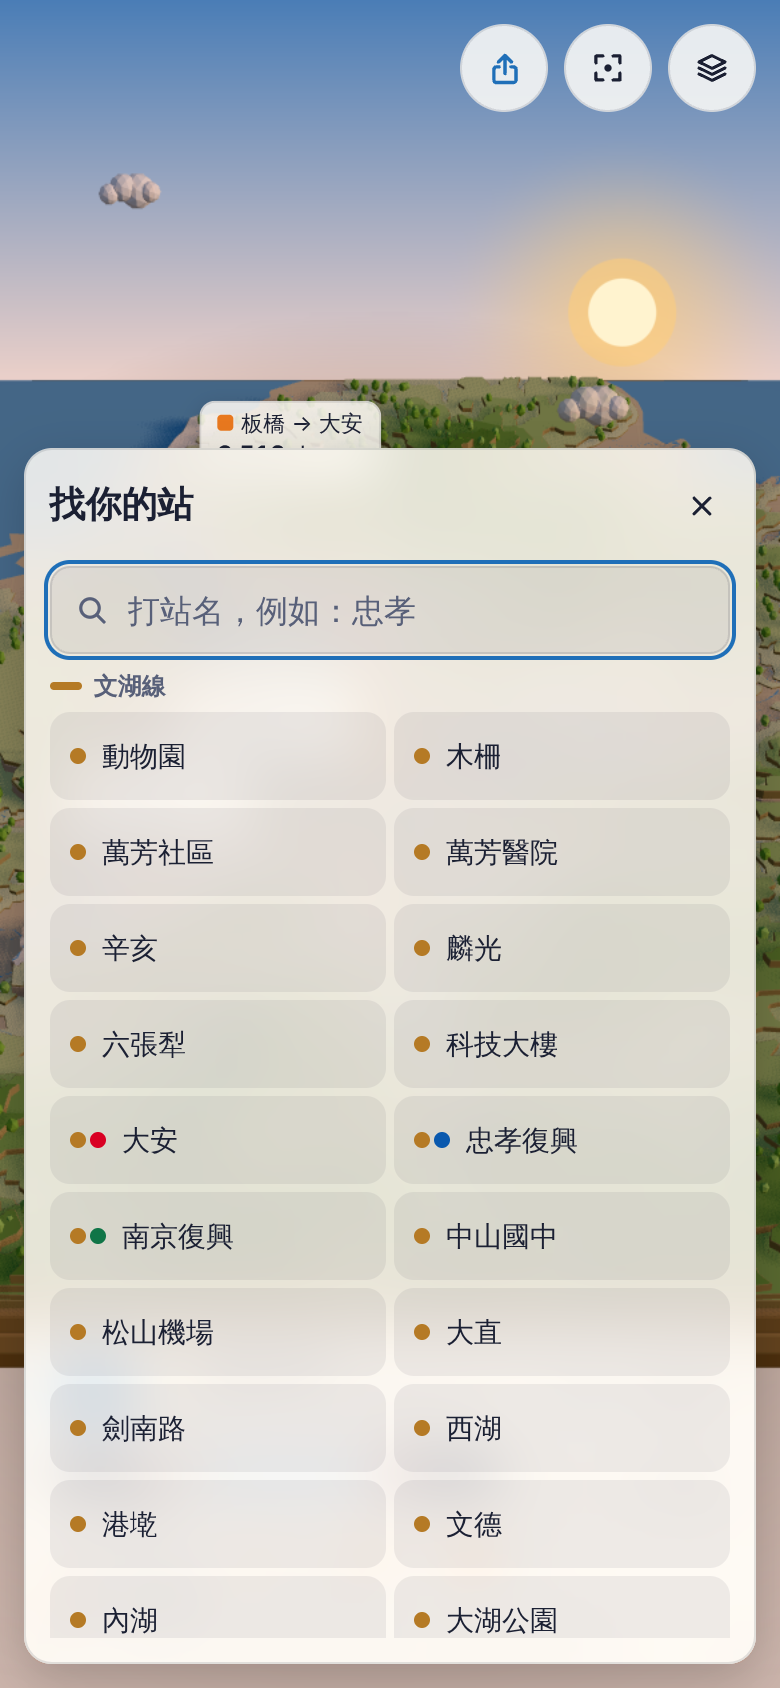 板橋 → 大安
找你的站
打站名，例如：忠孝
文湖線
動物園
木柵
萬芳社區
萬芳醫院
辛亥
麟光
六張犁
科技大樓
大安
忠孝復興
南京復興
中山國中
松山機場
大直
劍南路
西湖
港墘
文德
內湖
大湖公園